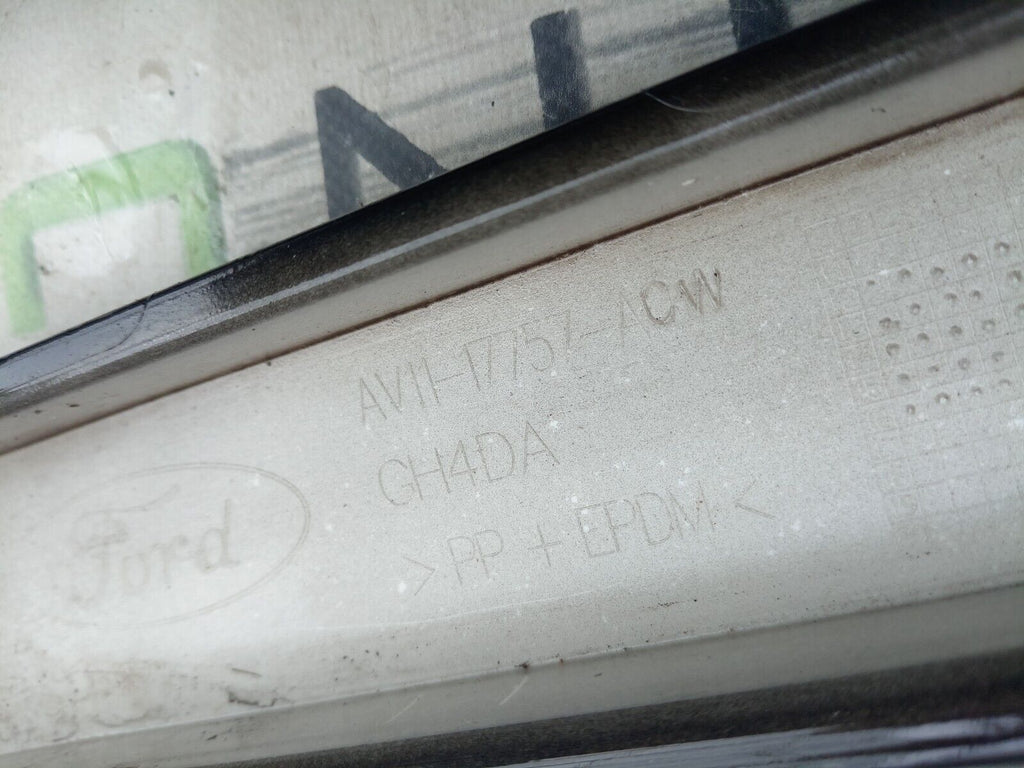 AV11-17757-ACW
GH4DA
>PP + EPDM<
Ford